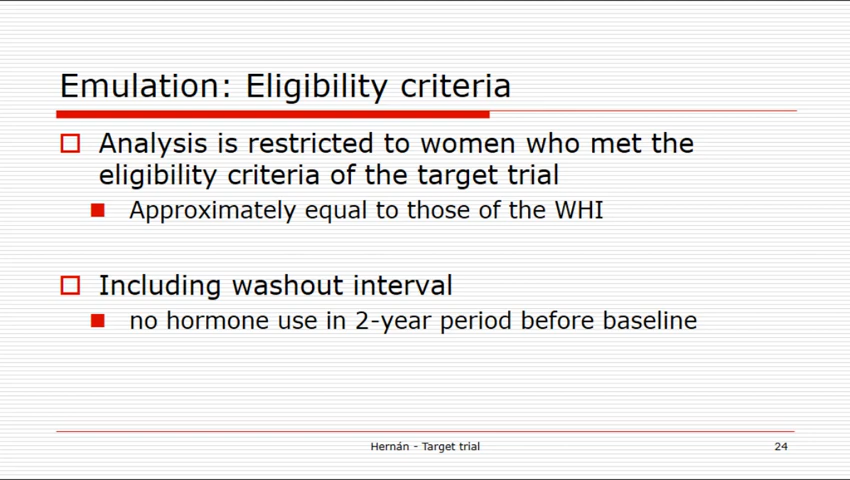 Emulation: Eligibility criteria
Analysis is restricted to women who met the
eligibility criteria of the target trial
Approximately equal to those of the WHI
Including washout interval
no hormone use in 2-year period before baseline
Hernán - Target trial
24